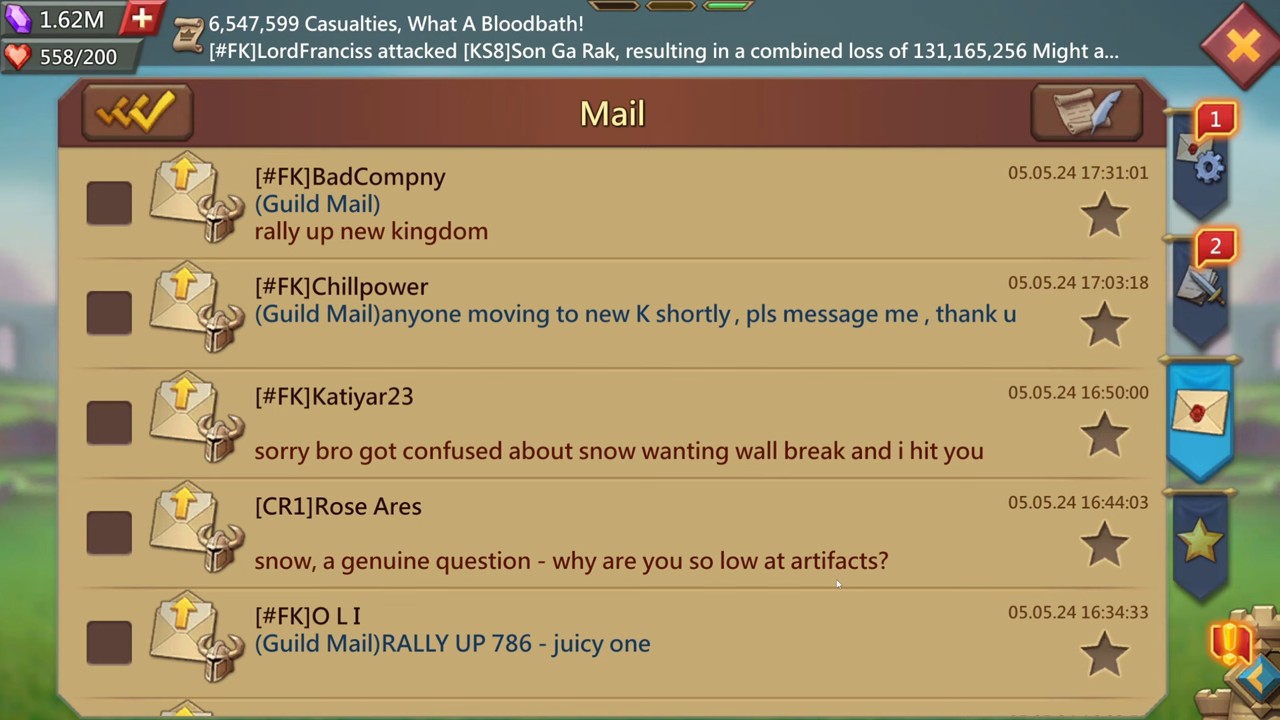 1.62M
558/200
6,547,599 Casualties, What A Bloodbath!
[#FK]LordFranciss attacked [KS8]Son Ga Rak, resulting in a combined loss of 131,165,256 Might a...
Mail
1
2
[#FK]BadCompny
05.05.24 17:31:01
(Guild Mail)
rally up new kingdom
[#FK]Chillpower
05.05.24 17:03:18
(Guild Mail)anyone moving to new K shortly , pls message me , thank u
[#FK]Katiyar23
05.05.24 16:50:00
sorry bro got confused about snow wanting wall break and i hit you
[CR1]Rose Ares
05.05.24 16:44:03
snow, a genuine question - why are you so low at artifacts?
[#FK]O L I
05.05.24 16:34:33
(Guild Mail)RALLY UP 786 - juicy one